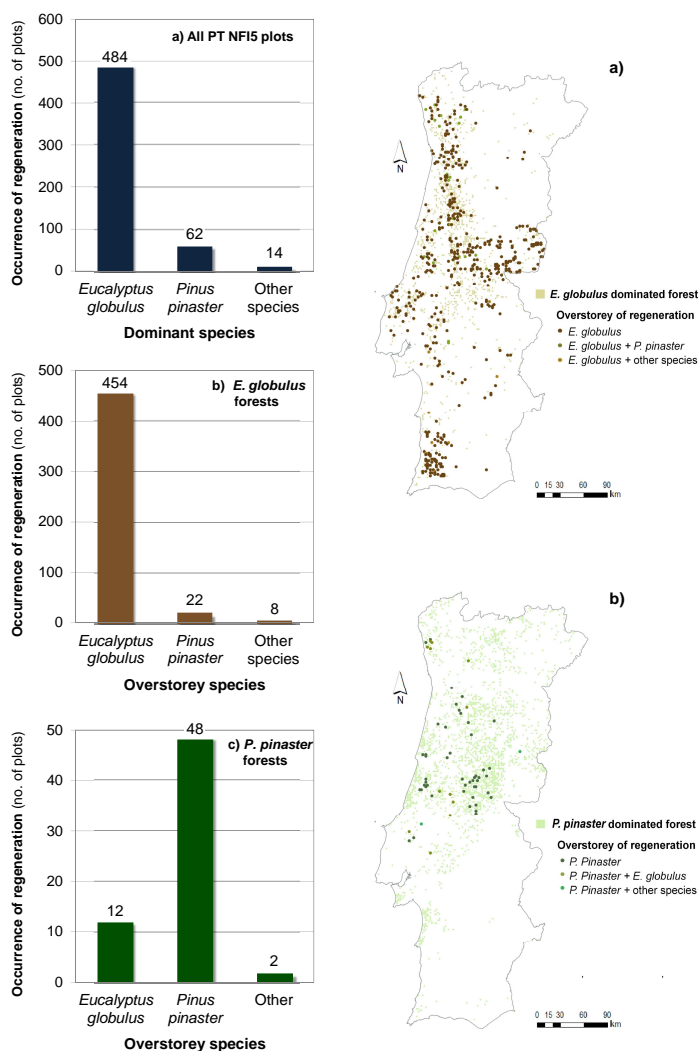 600
500
400
300
200
100
0
Occurrence of regeneration (no. of plots)
a) All PT NFI5 plots
484
62
14
Eucalyptus globulus
Pinus pinaster
Other species
Dominant species
500
400
300
200
100
0
Occurrence of regeneration (no. of plots)
b) E. globulus
forests
454
22
8
Eucalyptus globulus
Pinus pinaster
Other species
Overstorey species
50
40
30
20
10
0
Occurrence of regeneration (no. of plots)
c) P. pinaster
forests
12
48
2
Eucalyptus globulus
Pinus pinaster
Other
Overstorey species
a)
N
E. globulus dominated forest
Overstorey of regeneration
E. globulus
E. globulus + P. pinaster
E. globulus + other species
0 15 30 60 90
km
b)
N
P. pinaster dominated forest
Overstorey of regeneration
P. Pinaster
P. Pinaster + E. globulus
P. Pinaster + other species
0 15 30 60 90
km